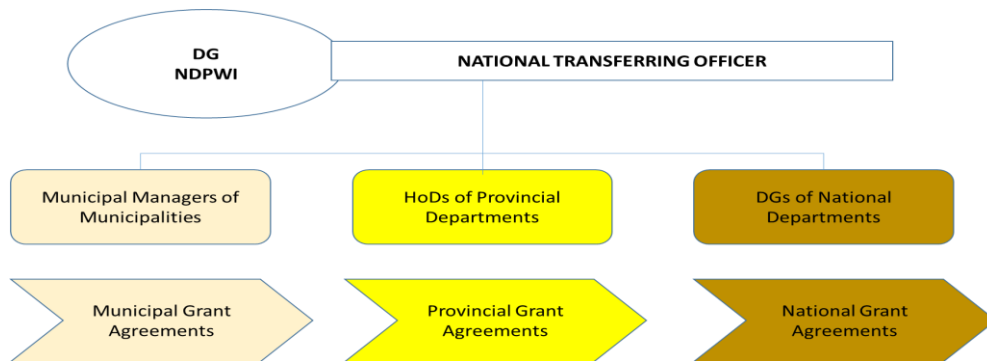 DG
NDPWI
NATIONAL TRANSFERRING OFFICER
Municipal Managers of
Municipalities
HoDs of Provincial
Departments
DGs of National
Departments
Municipal Grant
Agreements
Provincial Grant
Agreements
National Grant
Agreements